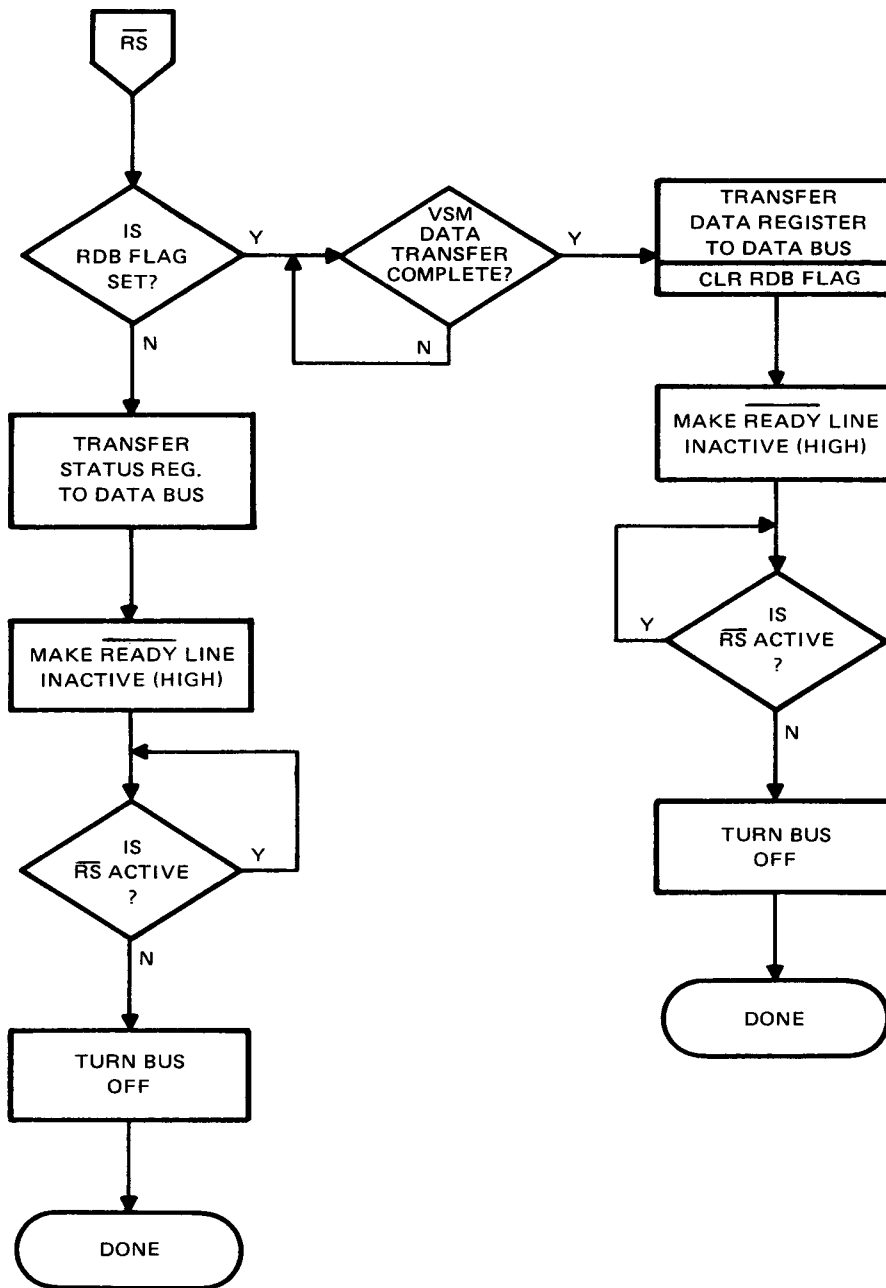 RS
IS
RDB FLAG
SET?
Y
N
VSM
DATA
TRANSFER
COMPLETE?
Y
N
TRANSFER
DATA REGISTER
TO DATA BUS
CLR RDB FLAG
TRANSFER
STATUS REG.
TO DATA BUS
MAKE READY LINE
INACTIVE (HIGH)
IS
RS ACTIVE
?
Y
N
TURN BUS
OFF
DONE
MAKE READY LINE
INACTIVE (HIGH)
IS
RS ACTIVE
?
Y
N
TURN BUS
OFF
DONE